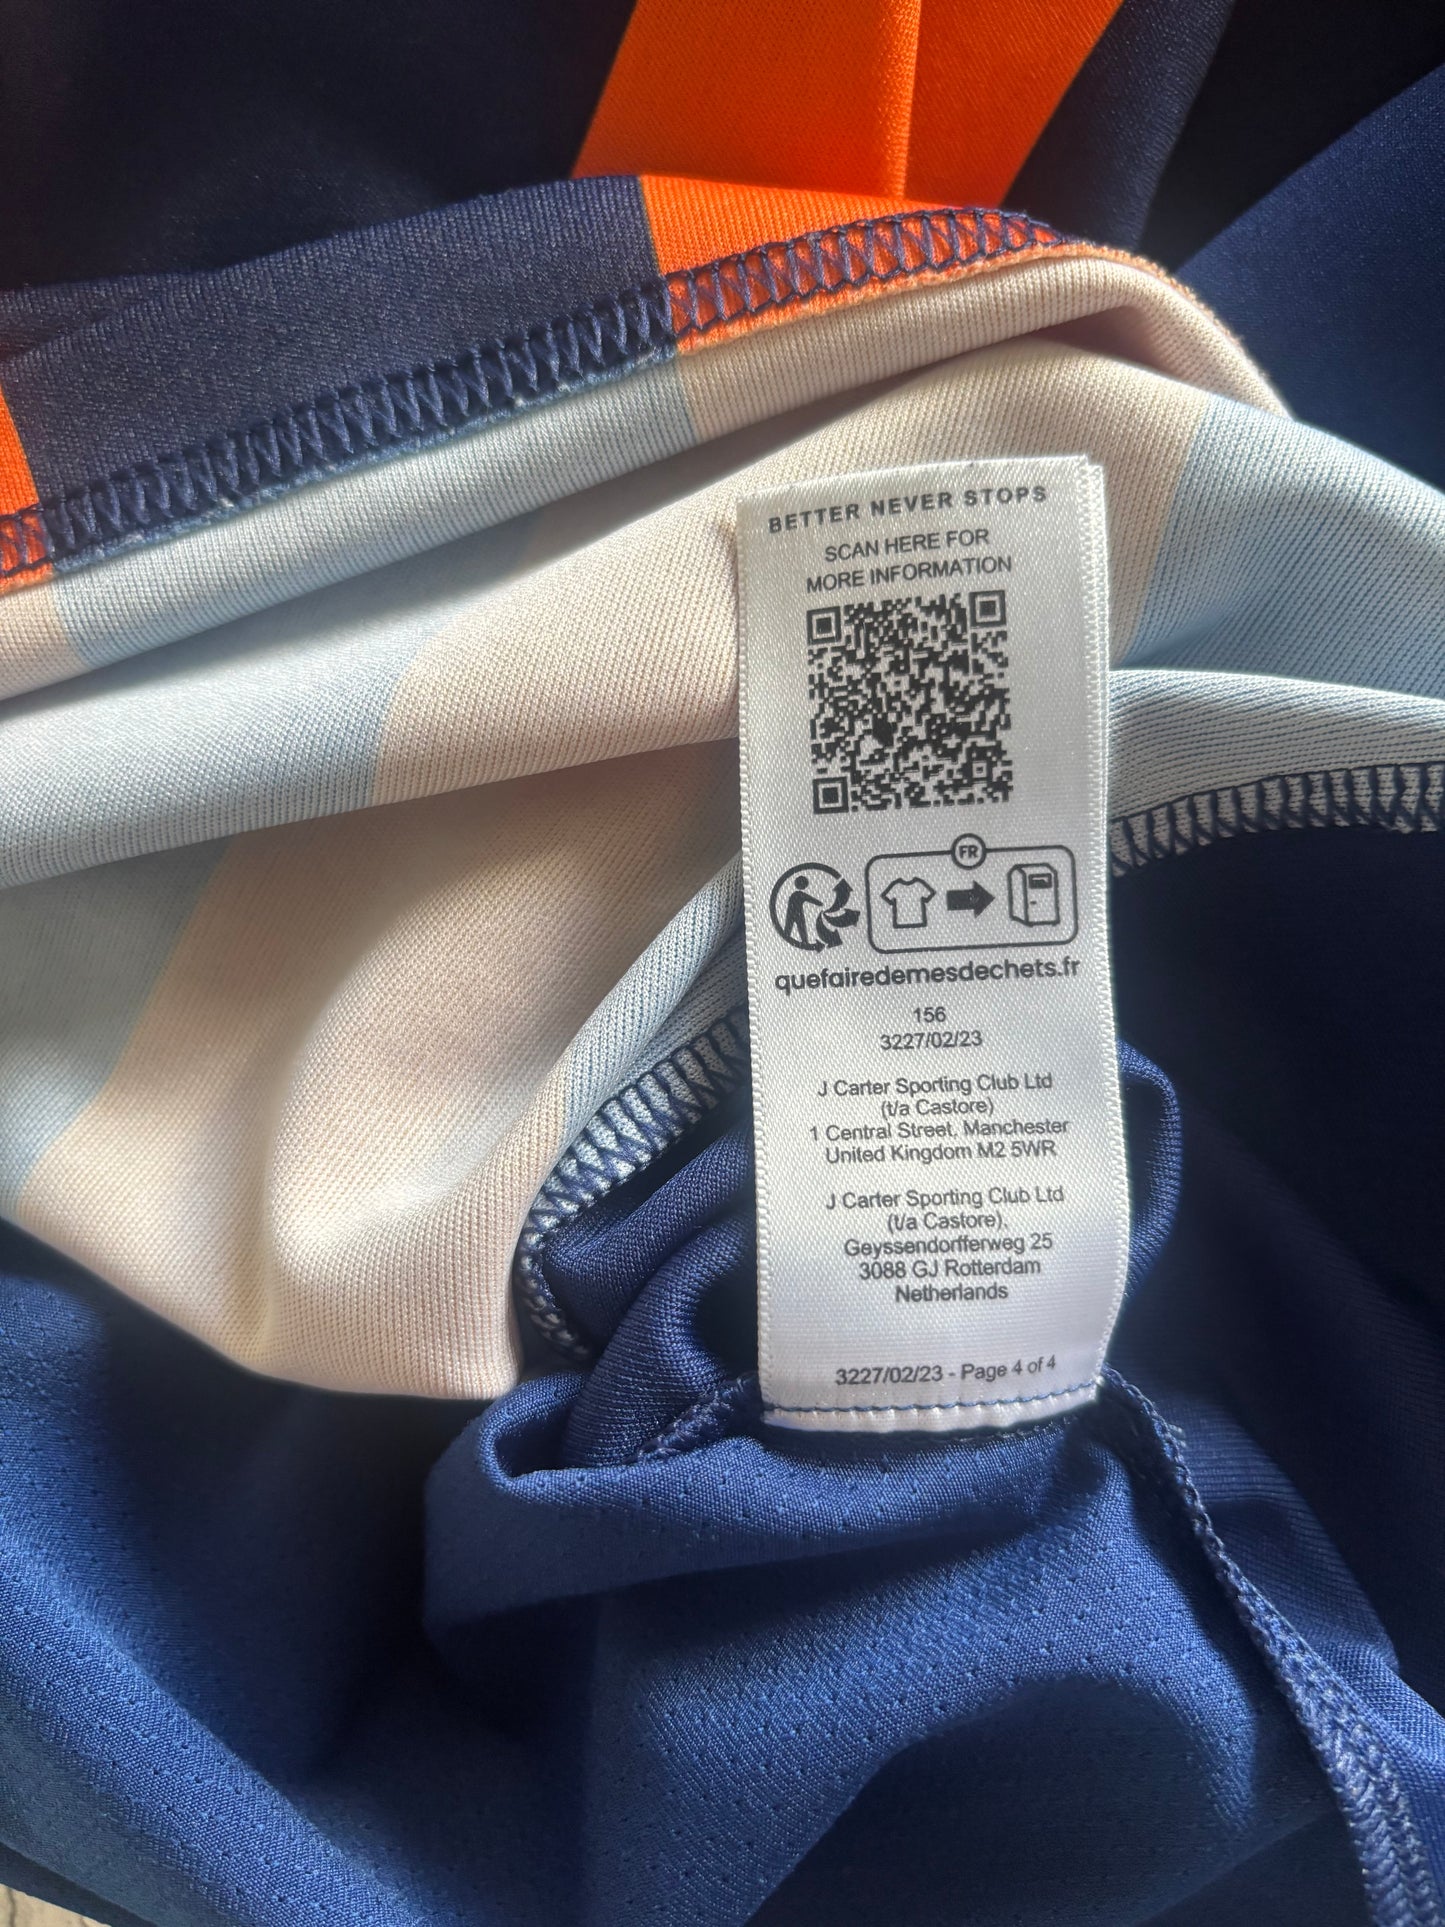 BETTER NEVER STOPS
SCAN HERE FOR
MORE INFORMATION
FR
quefairedemesdechets.fr
156
3227/02/23
J Carter Sporting Club Ltd
(t/a Castore)
1 Central Street, Manchester
United Kingdom M2 5WR
J Carter Sporting Club Ltd
(t/a Castore),
Geyssendorfferweg 25
3088 GJ Rotterdam
Netherlands
3227/02/23 - Page 4 of 4